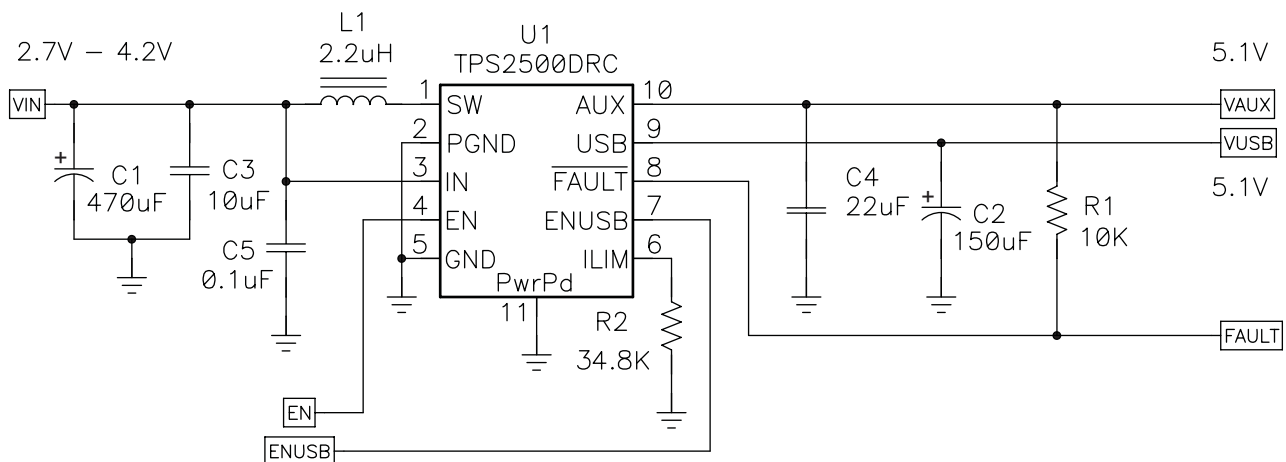 2.7V – 4.2V
L1
2.2uH
U1
TPS2500DRC
5.1V
VIN
1
SW
AUX
10
VAUX
2
PGND
USB
9
VUSB
3
IN
FAULT
8
5.1V
4
EN
ENUSB
7
5
GND
ILIM
6
PwrPd
11
+
C1
470uF
C3
10uF
C5
0.1uF
C4
22uF
+
C2
150uF
R1
10K
R2
34.8K
FAULT
EN
ENUSB